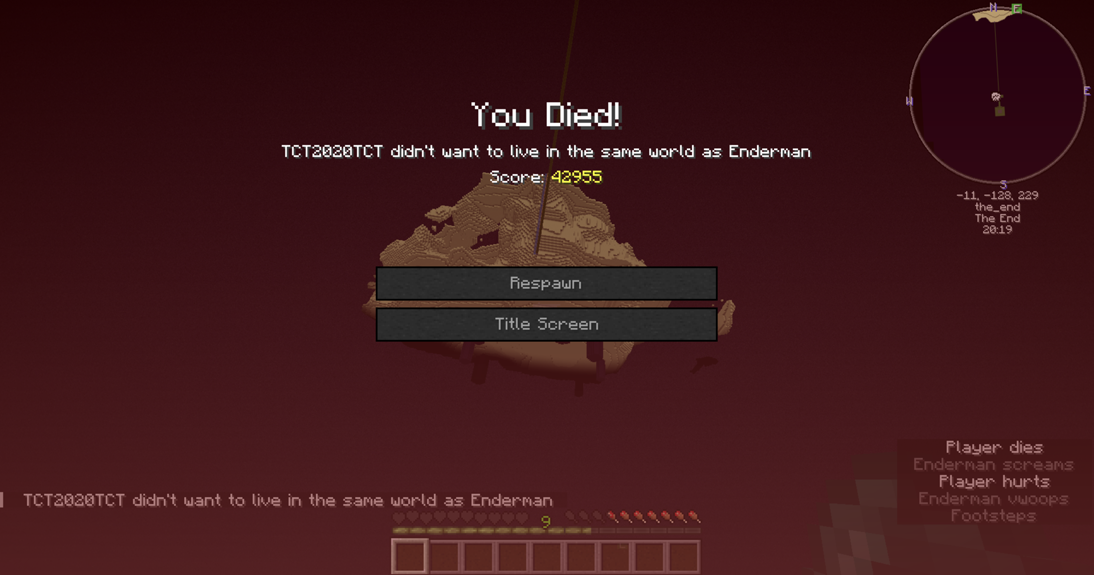 N
E
W
E
S
-11, -128, 229
the_end
The End
20:19
You Died!
TCT2020TCT didn't want to live in the same world as Enderman
Score: 42955
Respawn
Title Screen
Player dies
Enderman screams
Player hurts
Enderman vwoops
Footsteps
TCT2020TCT didn't want to live in the same world as Enderman
9